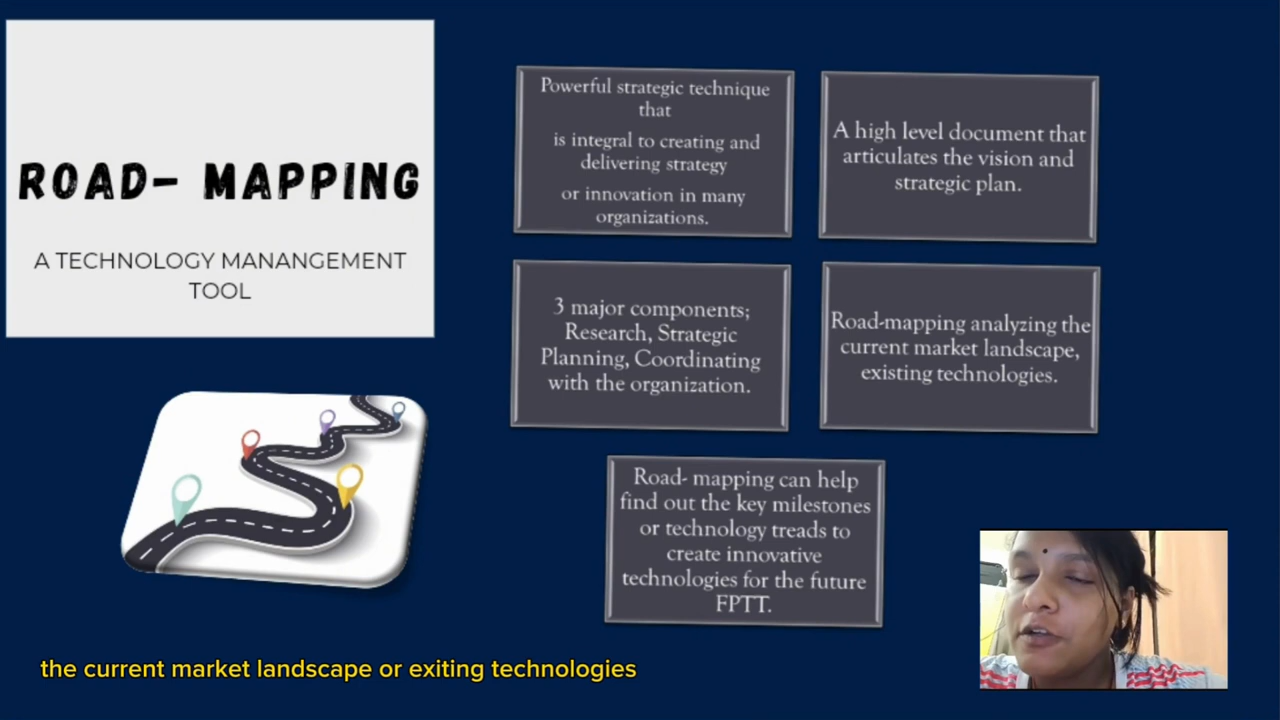 ROAD- MAPPING
A TECHNOLOGY MANANGEMENT
TOOL
Powerful strategic technique
that
is integral to creating and
delivering strategy
or innovation in many
organizations.
A high level document that
articulates the vision and
strategic plan.
3 major components;
Research, Strategic
Planning, Coordinating
with the organization.
Road-mapping analyzing the
current market landscape,
existing technologies.
Road- mapping can help
find out the key milestones
or technology treads to
create innovative
technologies for the future
FPTT.
the current market landscape or exiting technologies